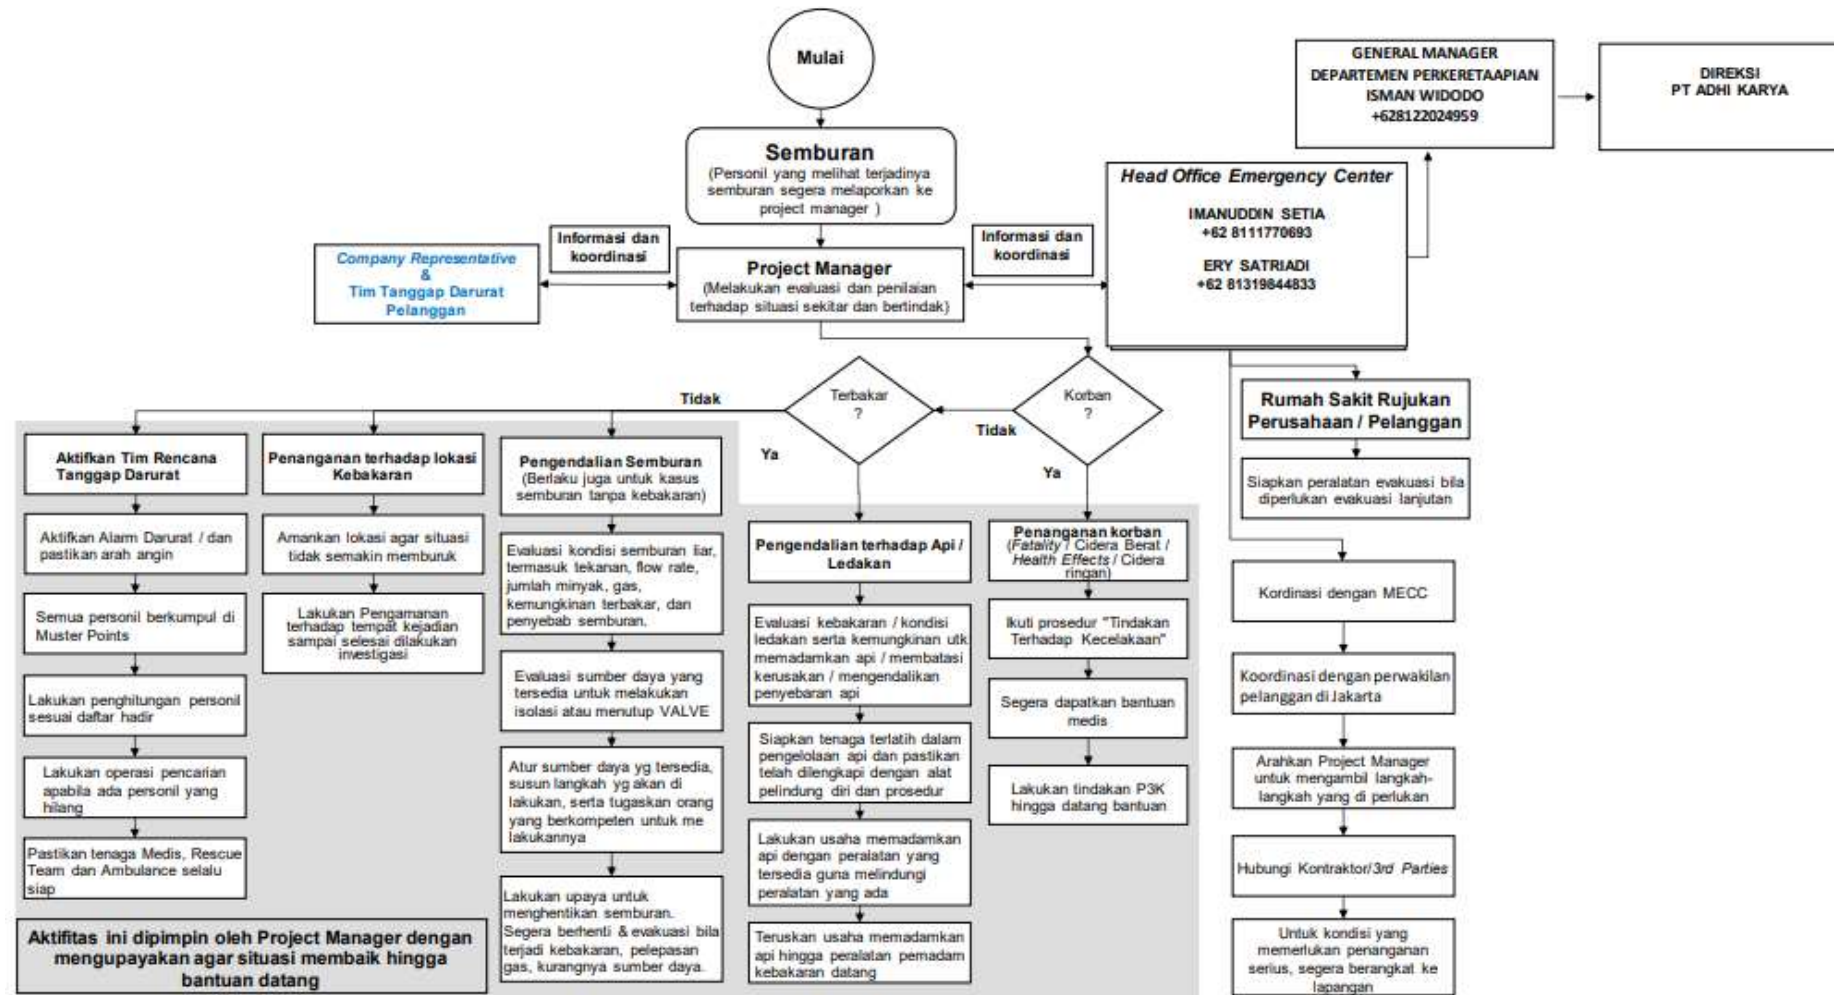 Mulai
GENERAL MANAGER
DEPARTEMEN PERKERETAAPIAN
ISMAN WIDODO
+628122024959
DIREKSI
PT ADHI KARYA
Semburan
(Personil yang melihat terjadinya
semburan segera melaporkan ke
project manager )
Head Office Emergency Center
IMANUDDIN SETIA
+62 8111770693
ERY SATRIADI
+62 81319844833
Informasi dan
koordinasi
Informasi dan
koordinasi
Company Representative
&
Tim Tanggap Darurat
Pelanggan
Project Manager
(Melakukan evaluasi dan penilaian
terhadap situasi sekitar dan bertindak)
Tidak
Terbakar
?
Tidak
Korban
?
Ya
Ya
Rumah Sakit Rujukan
Perusahaan / Pelanggan
Siapkan peralatan evakuasi bila
diperlukan evakuasi lanjutan
Aktifkan Tim Rencana
Tanggap Darurat
Aktifkan Alarm Darurat / dan
pastikan arah angin
Semua personil berkumpul di
Muster Points
Lakukan penghitungan personil
sesuai daftar hadir
Lakukan operasi pencarian
apabila ada personil yang
hilang
Pastikan tenaga Medis, Rescue
Team dan Ambulance selalu
siap
Penanganan terhadap lokasi
Kebakaran
Amankan lokasi agar situasi
tidak semakin memburuk
Lakukan Pengamanan
terhadap tempat kejadian
sampai selesai dilakukan
investigasi
Pengendalian Semburan
(Berlaku juga untuk kasus
semburan tanpa kebakaran)
Evaluasi kondisi semburan liar,
termasuk tekanan, flow rate,
jumlah minyak, gas,
kemungkinan terbakar, dan
penyebab semburan.
Evaluasi sumber daya yang
tersedia untuk melakukan
isolasi atau menutup VALVE
Atur sumber daya yg tersedia,
susun langkah yg akan di
lakukan, serta tugaskan orang
yang berkompeten untuk me
lakukannya
Lakukan upaya untuk
menghentikan semburan.
Segera berhenti & evakuasi bila
terjadi kebakaran, pelepasan
gas, kurangnya sumber daya.
Pengendalian terhadap Api /
Ledakan
Evaluasi kebakaran / kondisi
ledakan serta kemungkinan utk
memadamkan api / membatasi
kerusakan / mengendalikan
penyebaran api
Siapkan tenaga terlatih dalam
pengelolaan api dan pastikan
telah dilengkapi dengan alat
pelindung diri dan prosedur
Lakukan usaha memadamkan
api dengan peralatan yang
tersedia guna melindungi
peralatan yang ada
Teruskan usaha memadamkan
api hingga peralatan pemadam
kebakaran datang
Penanganan korban
(Fatality / Cidera Berat /
Health Effects / Cidera
ringan)
Ikuti prosedur "Tindakan
Terhadap Kecelakaan"
Segera dapatkan bantuan
medis
Lakukan tindakan P3K
hingga datang bantuan
Kordinasi dengan MECC
Koordinasi dengan perwakilan
pelanggan di Jakarta
Arahkan Project Manager
untuk mengambil langkah-
langkah yang di perlukan
Hubungi Kontraktor/3rd Parties
Untuk kondisi yang
memerlukan penanganan
serius, segera berangkat ke
lapangan
Aktifitas ini dipimpin oleh Project Manager dengan
mengupayakan agar situasi membaik hingga
bantuan datang